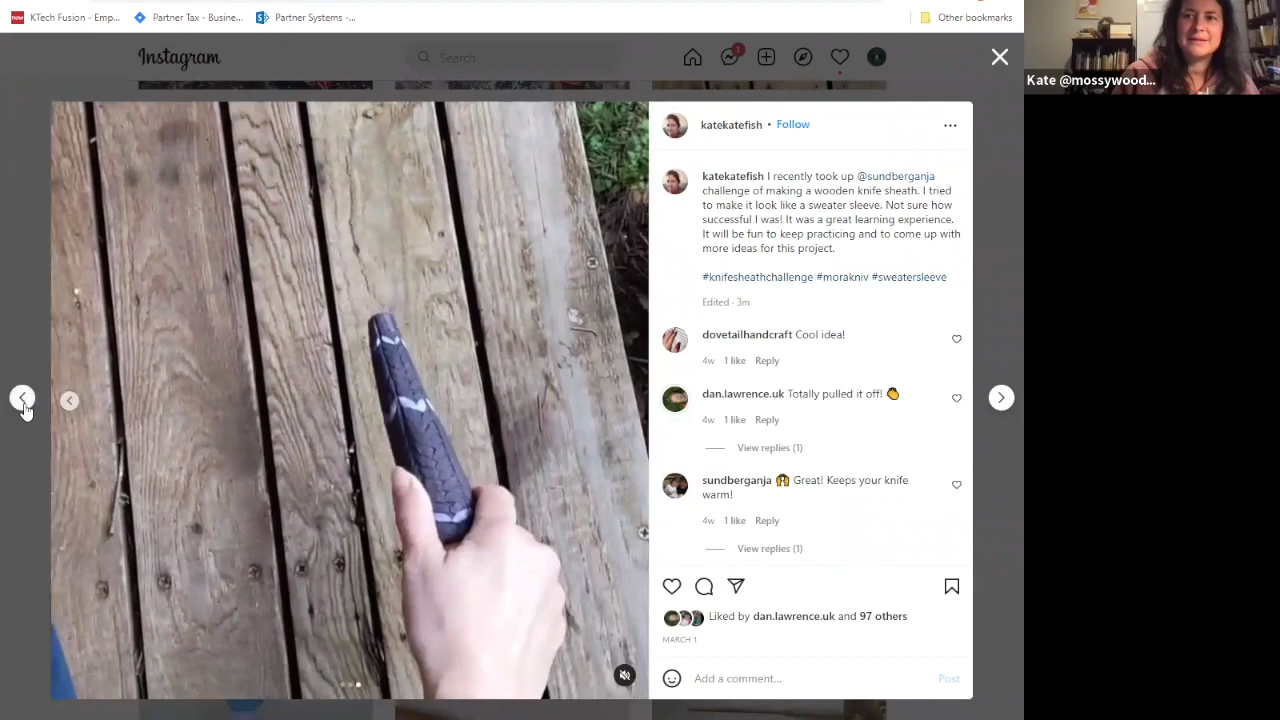 KTech Fusion - Emp...
Partner Tax - Busine...
Partner Systems -...
Other bookmarks
Instagram
Search
1
Kate @mossywood...
katekatefish • Follow
katekatefish I recently took up @sundberganja
challenge of making a wooden knife sheath. I tried
to make it look like a sweater sleeve. Not sure how
successful I was! It was a great learning experience.
It will be fun to keep practicing and to come up with
more ideas for this project.
#knifesheathchallenge #morakniv #sweatersleeve
Edited · 3m
dovetailhandcraft Cool idea!
4w 1 like Reply
dan.lawrence.uk Totally pulled it off! 👏
4w 1 like Reply
View replies (1)
sundberganja 🙌 Great! Keeps your knife
warm!
4w 1 like Reply
View replies (1)
Liked by dan.lawrence.uk and 97 others
MARCH 1
Add a comment...
Post